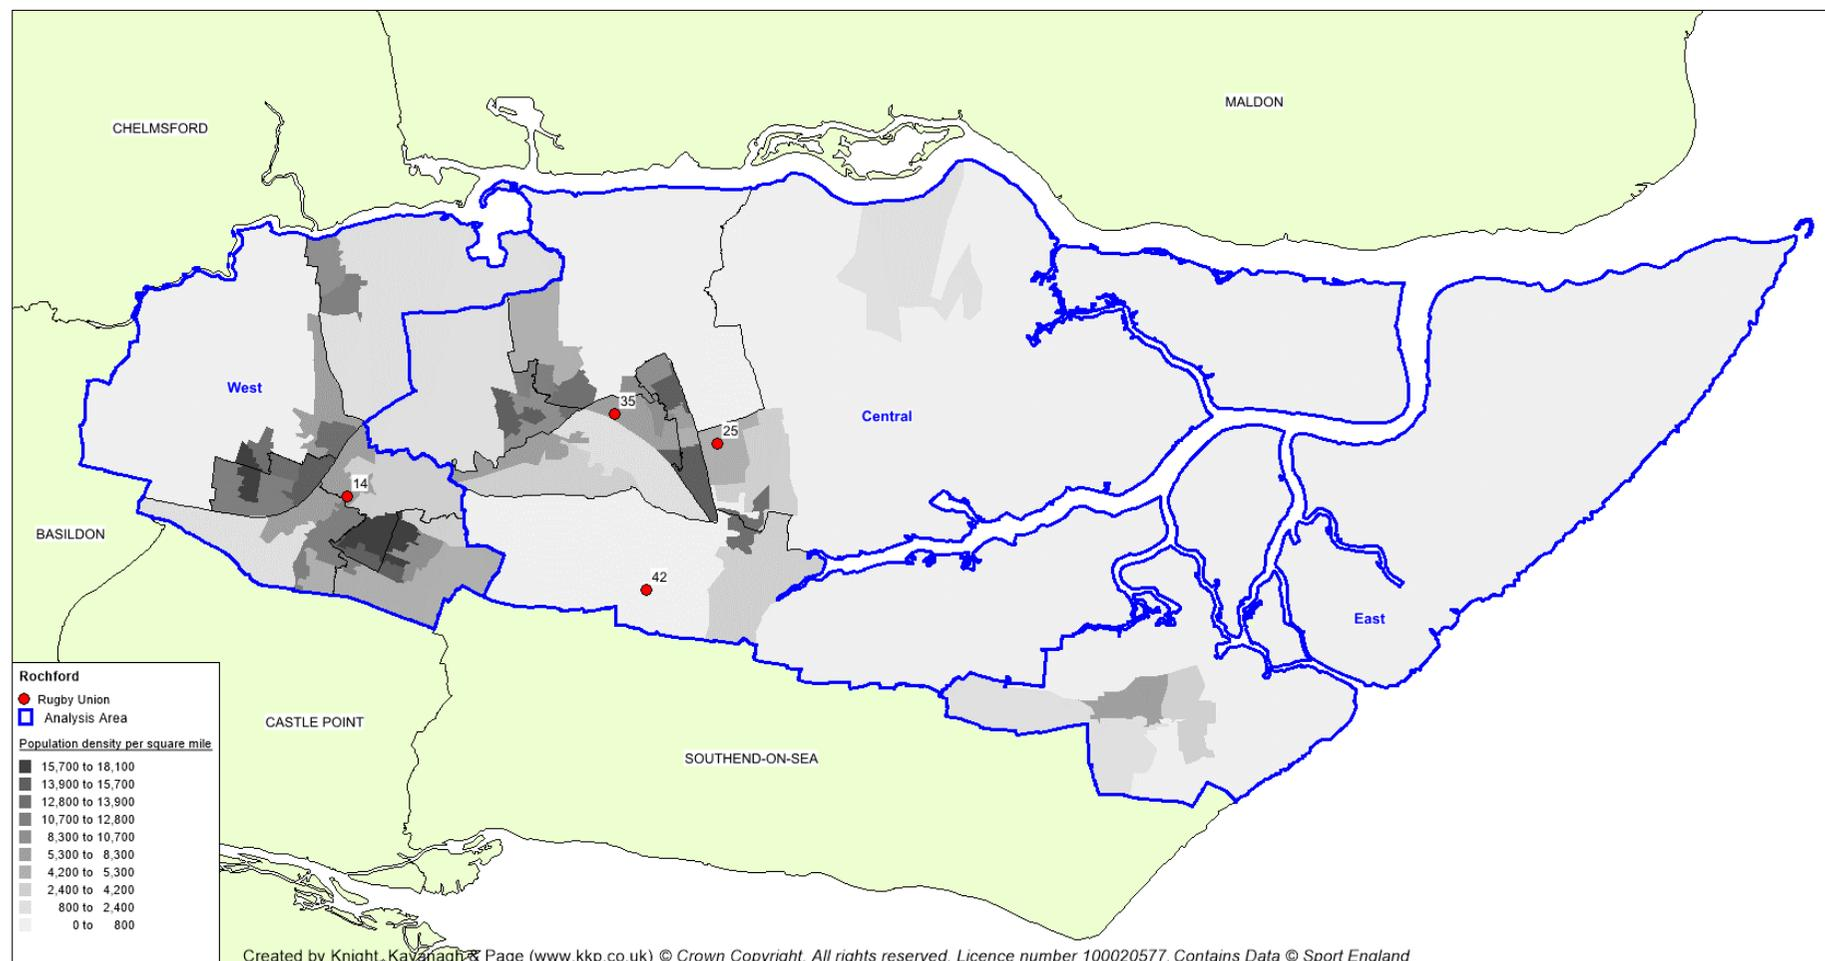 MALDON
CHELMSFORD
West
35
Central
25
14
BASILDON
42
East
Rochford
Rugby Union
Analysis Area
CASTLE POINT
SOUTHEND-ON-SEA
Population density per square mile
15,700 to 18,100
13,900 to 15,700
12,800 to 13,900
10,700 to 12,800
8,300 to 10,700
5,300 to 8,300
4,200 to 5,300
2,400 to 4,200
800 to 2,400
0 to 800
Created by Knight, Kavanagh & Page (www.kkp.co.uk) © Crown Copyright. All rights reserved. Licence number 100020577. Contains Data © Sport England